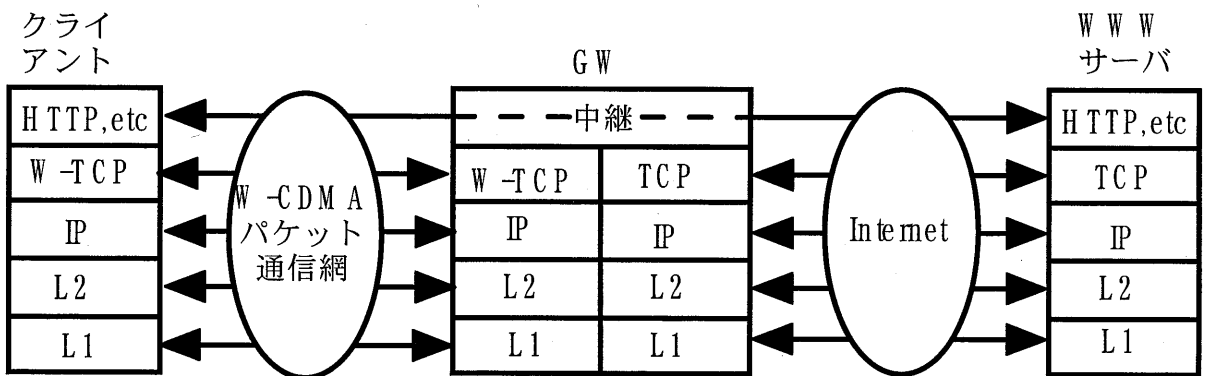 クライ
アント
HTTP,etc
W-TCP
IP
L2
L1
W-CDMA
パケット
通信網
GW
中継
W-TCP TCP
IP IP
L2 L2
L1 L1
Internet
WWW
サーバ
HTTP,etc
TCP
IP
L2
L1